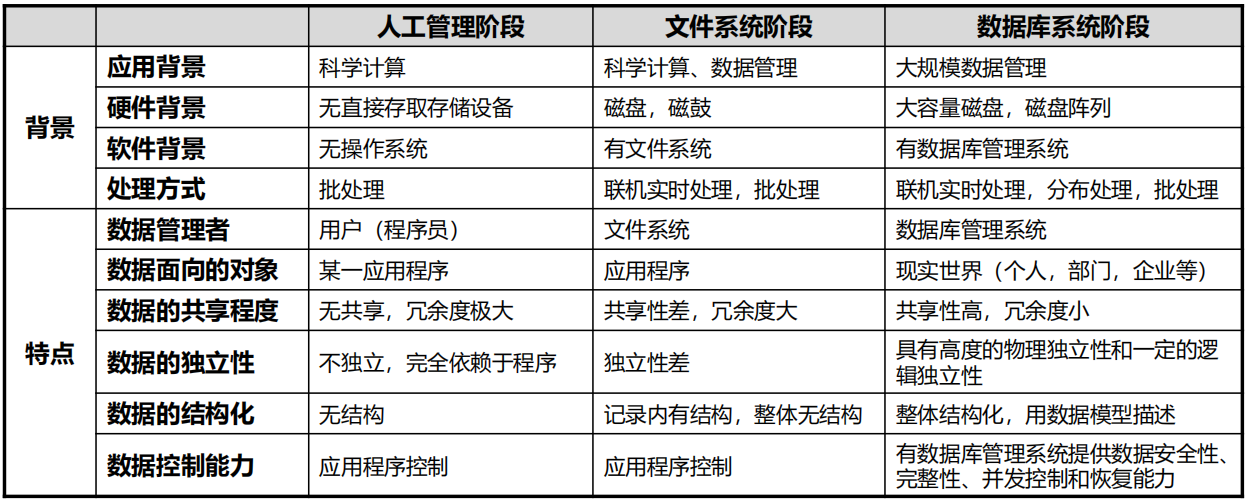 人工管理阶段 文件系统阶段 数据库系统阶段
背景
应用背景 科学计算 科学计算、数据管理 大规模数据管理
硬件背景 无直接存取存储设备 磁盘，磁鼓 大容量磁盘，磁盘阵列
软件背景 无操作系统 有文件系统 有数据库管理系统
处理方式 批处理 联机实时处理，批处理 联机实时处理，分布处理，批处理
特点
数据管理者 用户（程序员） 文件系统 数据库管理系统
数据面向的对象 某一应用程序 应用程序 现实世界（个人，部门，企业等）
数据的共享程度 无共享，冗余度极大 共享性差，冗余度大 共享性高，冗余度小
数据的独立性 不独立，完全依赖于程序 独立性差 具有高度的物理独立性和一定的逻
辑独立性
数据的结构化 无结构 记录内有结构，整体无结构 整体结构化，用数据模型描述
数据控制能力 应用程序控制 应用程序控制 有数据库管理系统提供数据安全性、
完整性、并发控制和恢复能力